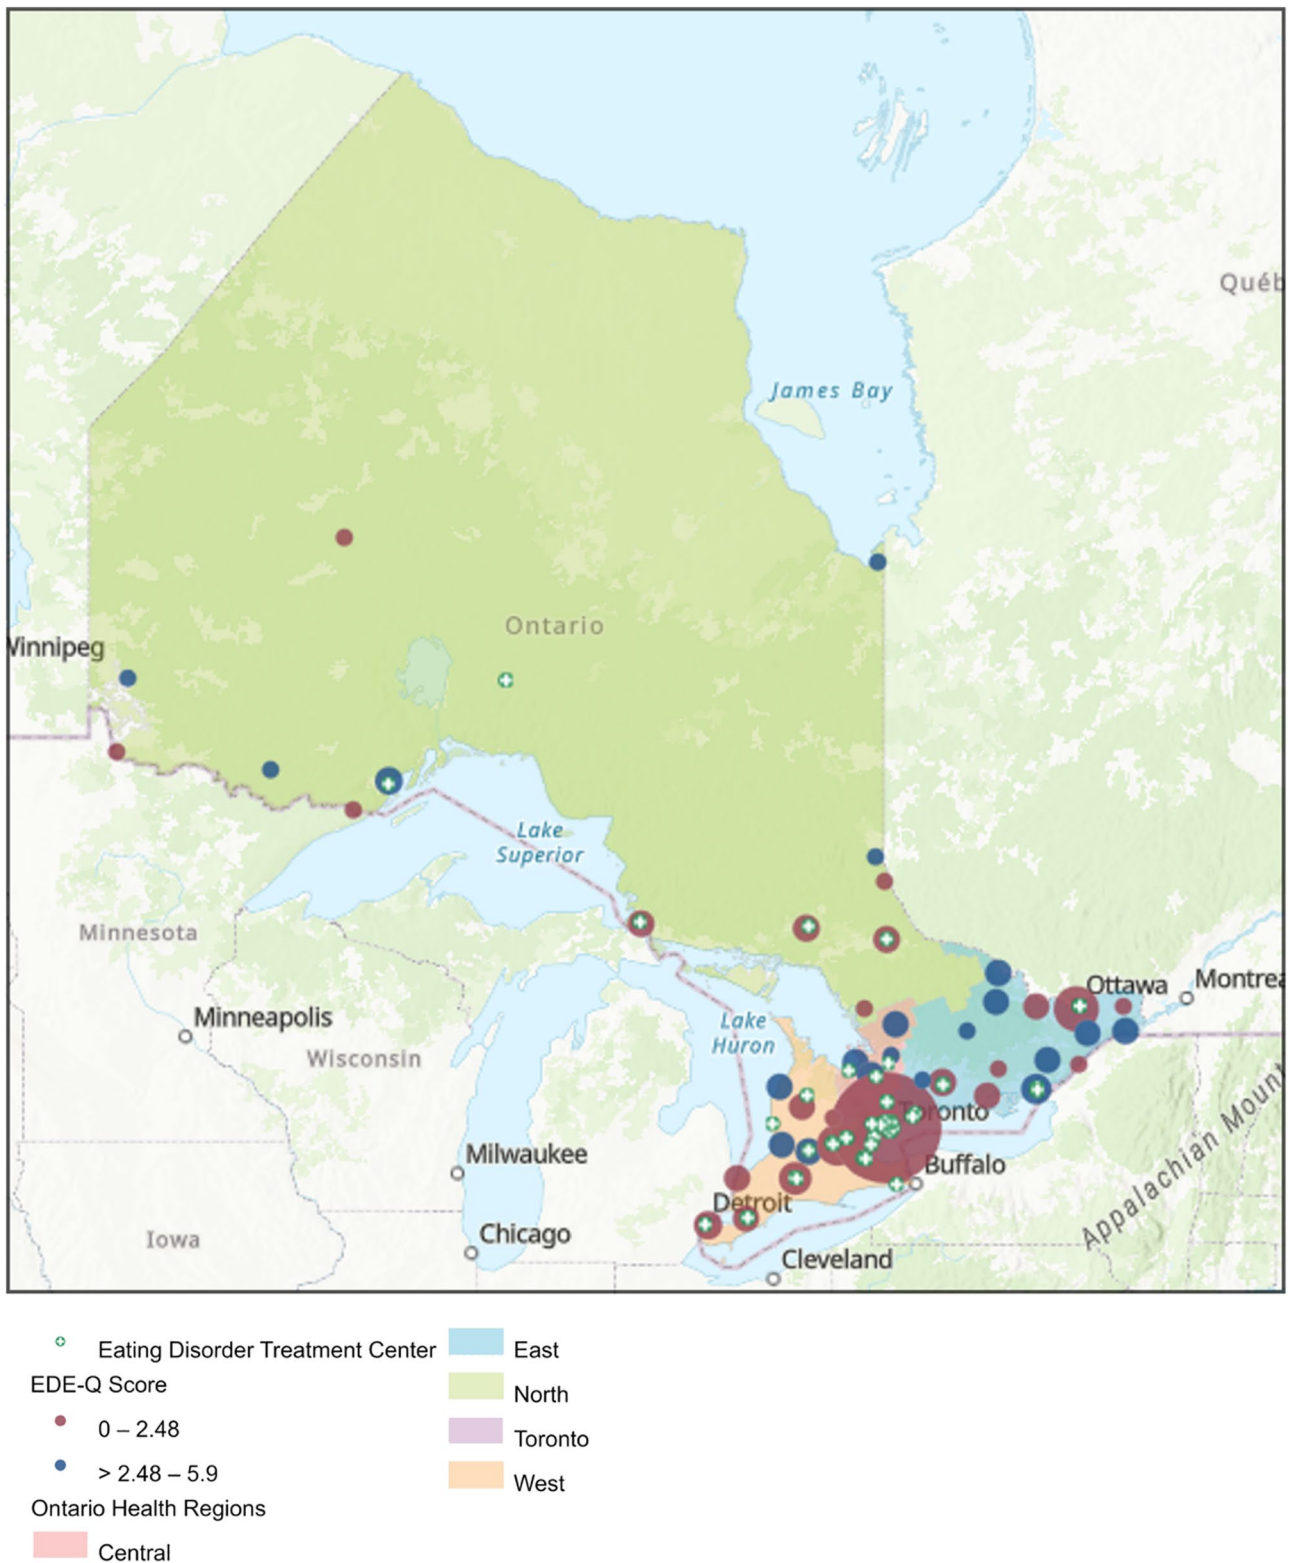 Québ
James Bay
Ontario
Winnipeg
Lake
Superior
Minnesota
Ottawa
Montrea
Minneapolis
Lake
Huron
Wisconsin
Toronto
Milwaukee
Buffalo
Detroit
Appalachian Mount
Chicago
Iowa
Cleveland
Eating Disorder Treatment Center
EDE-Q Score
0 – 2.48
> 2.48 – 5.9
Ontario Health Regions
Central
East
North
Toronto
West